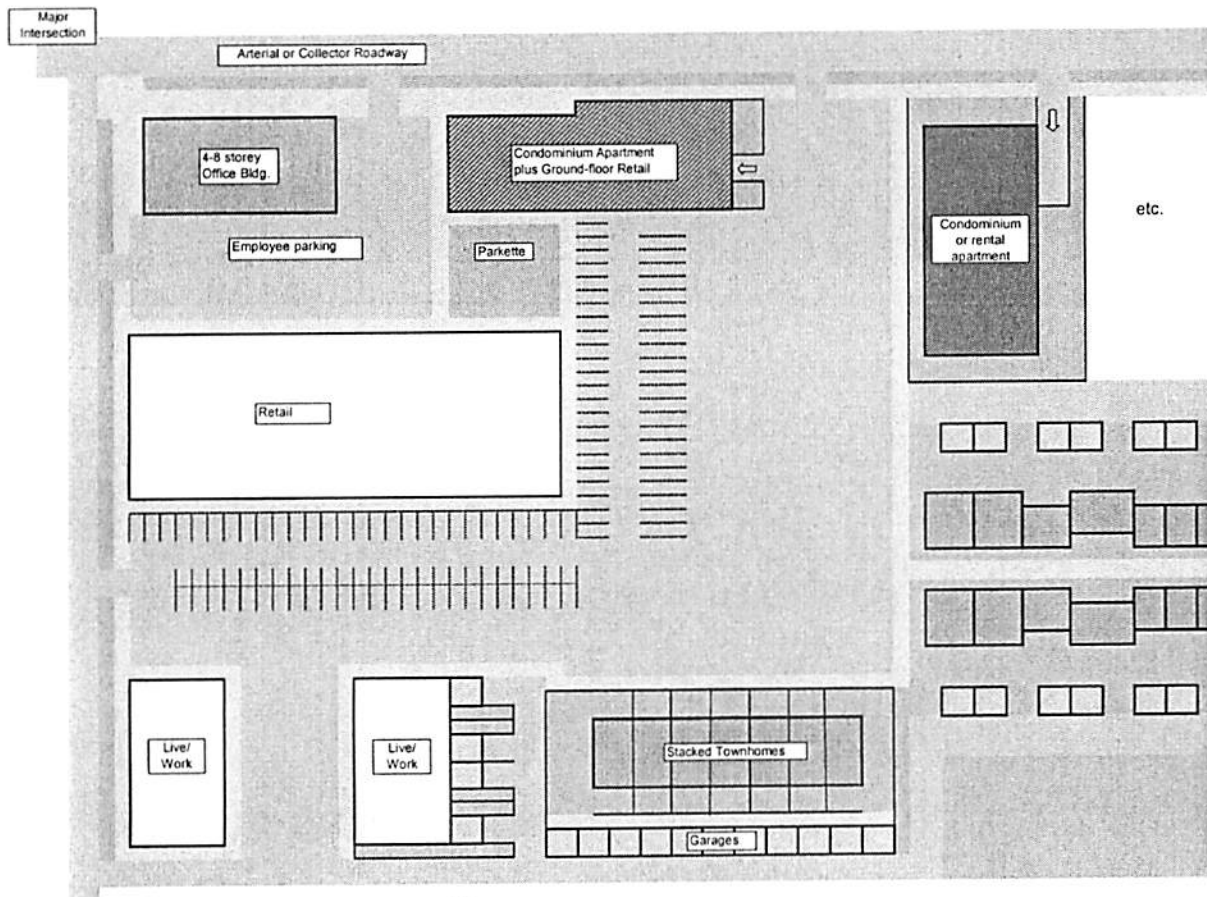 Major
Intersection
Arterial or Collector Roadway
4-8 storey
Office Bldg.
Condominium Apartment
plus Ground-floor Retail
etc.
Condominium
or rental
apartment
Employee parking
Parkette
Retail
Live/
Work
Live/
Work
Stacked Townhomes
Garages